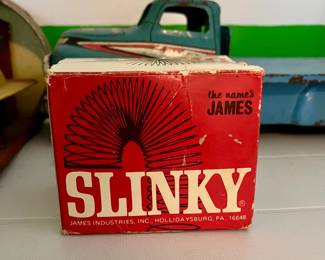 the name's
JAMES
SLINKY®
JAMES INDUSTRIES, INC., HOLLIDAYSBURG, PA. 16648